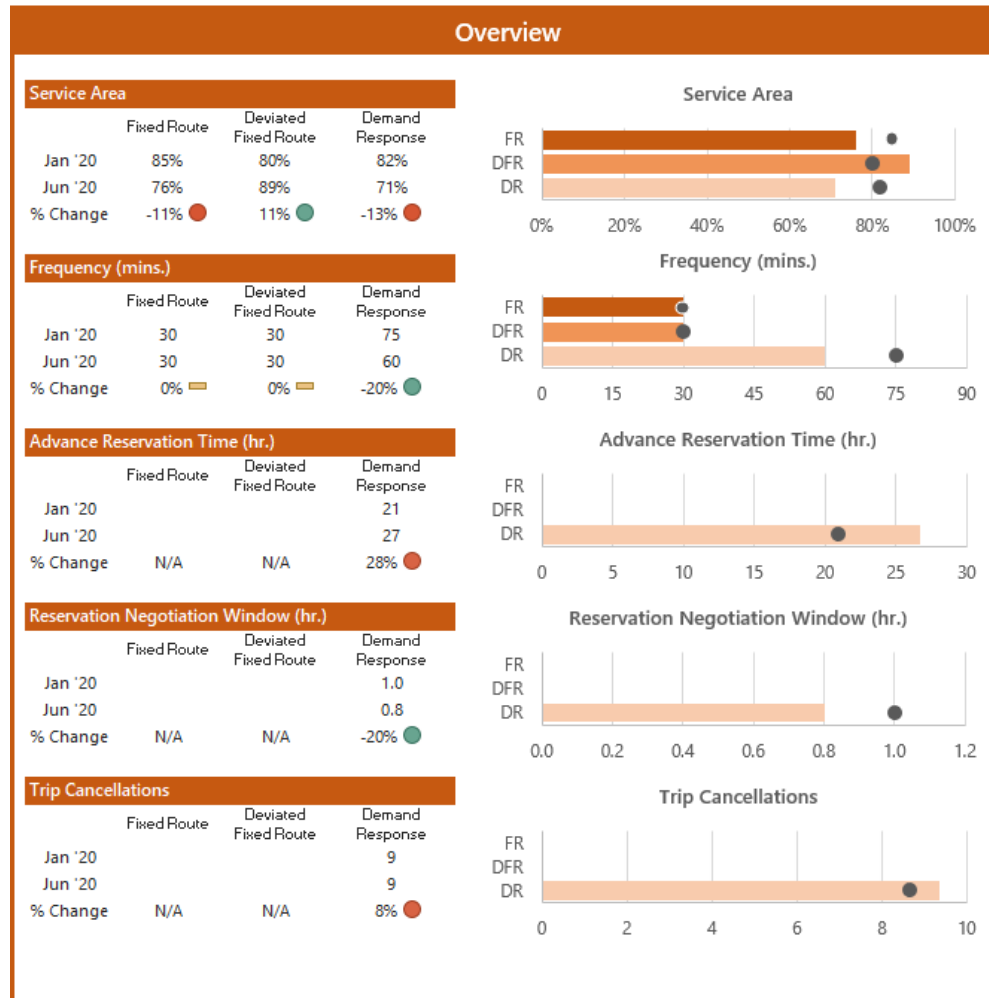 Overview
Service Area
Fixed Route Deviated Fixed Route Demand Response
Jan '20 85% 80% 82%
Jun '20 76% 89% 71%
% Change -11% 11% -13%
Service Area
FR
DFR
DR
0% 20% 40% 60% 80% 100%
Frequency (mins.)
Fixed Route Deviated Fixed Route Demand Response
Jan '20 30 30 75
Jun '20 30 30 60
% Change 0% 0% -20%
Frequency (mins.)
FR
DFR
DR
0 15 30 45 60 75 90
Advance Reservation Time (hr.)
Fixed Route Deviated Fixed Route Demand Response
Jan '20 21
Jun '20 27
% Change N/A N/A 28%
Advance Reservation Time (hr.)
FR
DFR
DR
0 5 10 15 20 25 30
Reservation Negotiation Window (hr.)
Fixed Route Deviated Fixed Route Demand Response
Jan '20 1.0
Jun '20 0.8
% Change N/A N/A -20%
Reservation Negotiation Window (hr.)
FR
DFR
DR
0.0 0.2 0.4 0.6 0.8 1.0 1.2
Trip Cancellations
Fixed Route Deviated Fixed Route Demand Response
Jan '20 9
Jun '20 9
% Change N/A N/A 8%
Trip Cancellations
FR
DFR
DR
0 2 4 6 8 10